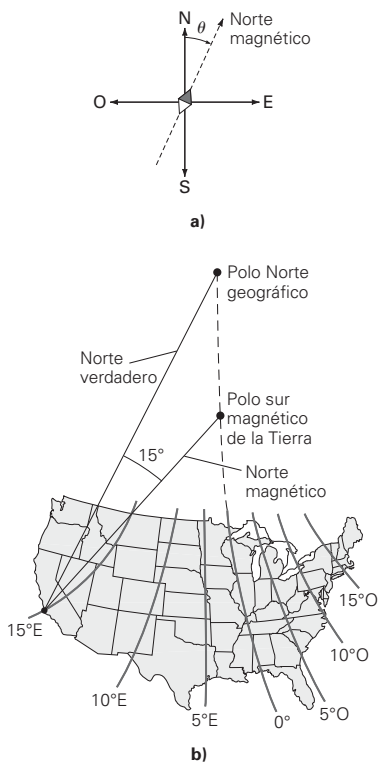 N
θ
Norte
magnético
O
E
S
a)
Polo Norte
geográfico
Norte
verdadero
Polo sur
magnético
de la Tierra
15°
Norte
magnético
15°E
10°E
5°E
0°
5°O
10°O
15°O
b)